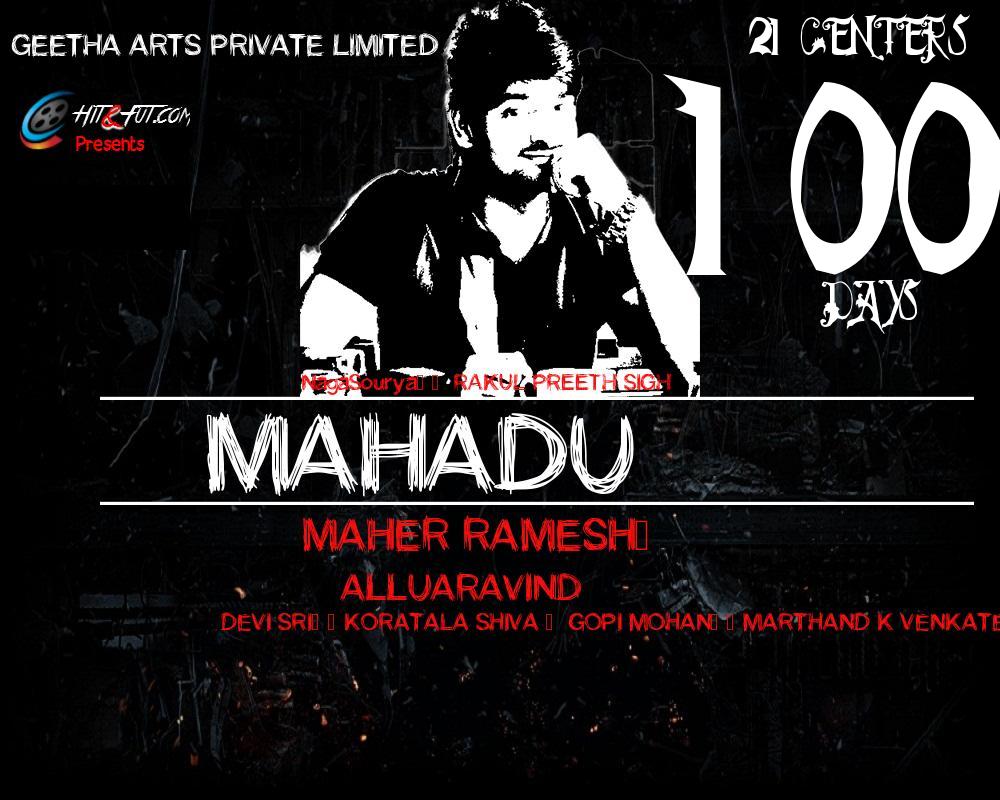 GEETHA ARTS PRIVATE LIMITED
21 CENTERS
HIT&FUT.COM
Presents
100
DAYS
NagaSourya RAKUL PREETH SIGH
MAHADU
MAHER RAMESH
ALLUARAVIND
DEVI SRI KORATALA SHIVA GOPI MOHAN MARTHAND K VENKATE